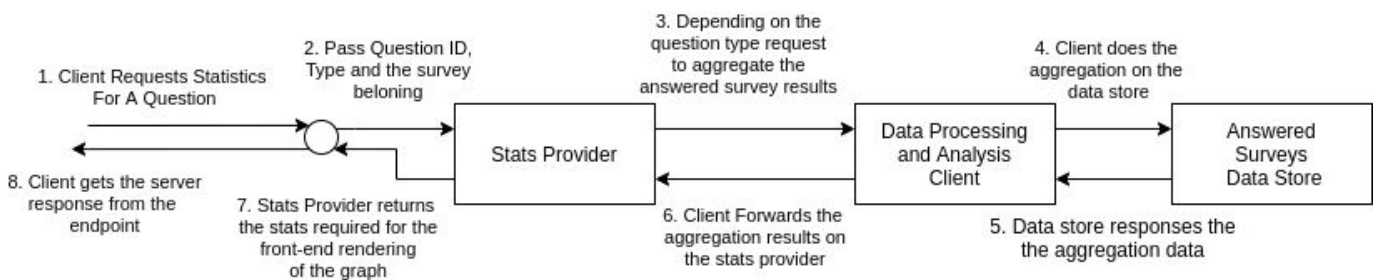 1. Client Requests Statistics
For A Question
2. Pass Question ID,
Type and the survey
beloning
3. Depending on the
question type request
to aggregate the
answered survey results
4. Client does the
aggregation on the
data store
Stats Provider
Data Processing
and Analysis
Client
Answered
Surveys
Data Store
5. Data store responses the
the aggregation data
6. Client Forwards the
aggregation results on
the stats provider
7. Stats Provider returns
the stats required for the
front-end rendering
of the graph
8. Client gets the server
response from the
endpoint